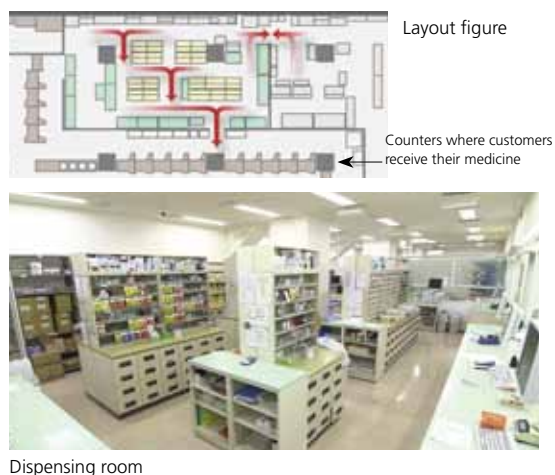 Layout figure
Counters where customers
receive their medicine
Dispensing room